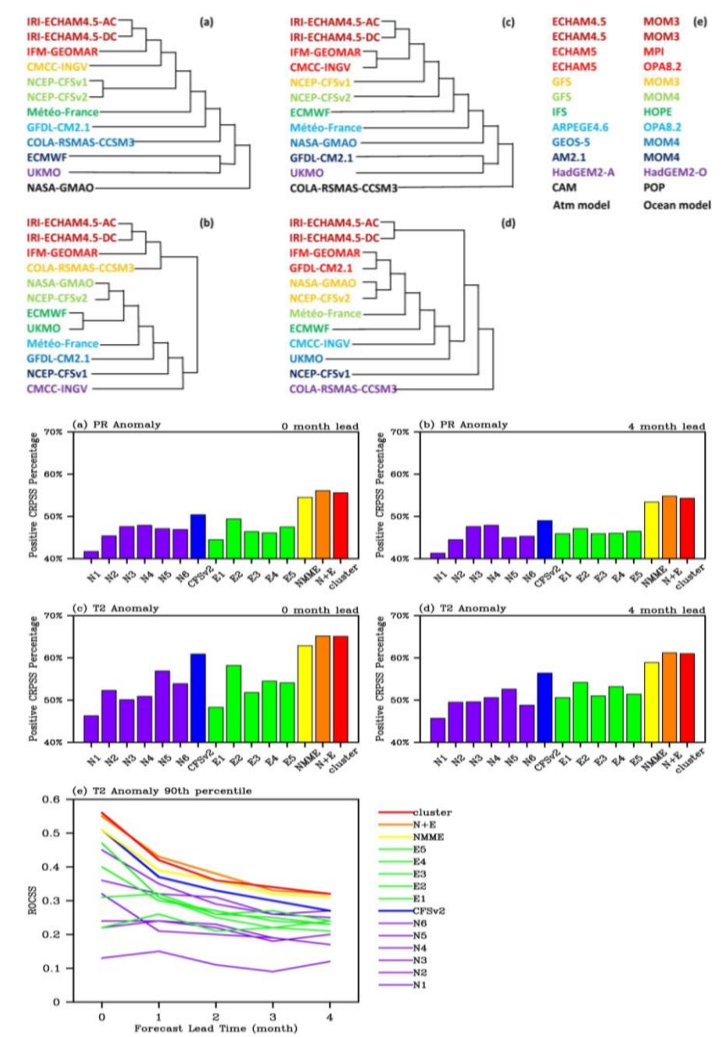 (a)
IRI-ECHAM4.5-AC
IRI-ECHAM4.5-DC
IFM-GEOMAR
CMCC-INGV
NCEP-CFSv1
NCEP-CFSv2
Météo-France
GFDL-CM2.1
COLA-RSMAS-CCSM3
ECMWF
UKMO
NASA-GMAO
(c)
IRI-ECHAM4.5-AC
IRI-ECHAM4.5-DC
IFM-GEOMAR
CMCC-INGV
NCEP-CFSv1
NCEP-CFSv2
ECMWF
Météo-France
NASA-GMAO
GFDL-CM2.1
UKMO
COLA-RSMAS-CCSM3
(e)
ECHAM4.5 MOM3
ECHAM4.5 MOM3
ECHAM5 MPI
ECHAM5 OPA8.2
GFS MOM3
GFS MOM4
IFS HOPE
ARPEGE4.6 OPA8.2
GEOS-5 MOM4
AM2.1 MOM4
HadGEM2-A HadGEM2-O
CAM POP
Atm model Ocean model
(b)
IRI-ECHAM4.5-AC
IRI-ECHAM4.5-DC
IFM-GEOMAR
COLA-RSMAS-CCSM3
NASA-GMAO
NCEP-CFSv2
ECMWF
UKMO
Météo-France
GFDL-CM2.1
NCEP-CFSv1
CMCC-INGV
(d)
IRI-ECHAM4.5-AC
IRI-ECHAM4.5-DC
IFM-GEOMAR
GFDL-CM2.1
NASA-GMAO
NCEP-CFSv2
Météo-France
ECMWF
CMCC-INGV
UKMO
NCEP-CFSv1
COLA-RSMAS-CCSM3
(a) PR Anomaly 0 month lead
Positive CRPSS Percentage
70%
60%
50%
40%
N1 N2 N3 N4 N5 N6 CFSv2 E1 E2 E3 E4 E5 NMME N+E cluster
(b) PR Anomaly 4 month lead
Positive CRPSS Percentage
70%
60%
50%
40%
N1 N2 N3 N4 N5 N6 CFSv2 E1 E2 E3 E4 E5 NMME N+E cluster
(c) T2 Anomaly 0 month lead
Positive CRPSS Percentage
70%
60%
50%
40%
N1 N2 N3 N4 N5 N6 CFSv2 E1 E2 E3 E4 E5 NMME N+E cluster
(d) T2 Anomaly 4 month lead
Positive CRPSS Percentage
70%
60%
50%
40%
N1 N2 N3 N4 N5 N6 CFSv2 E1 E2 E3 E4 E5 NMME N+E cluster
(e) T2 Anomaly 90th percentile
ROCSS
0.6
0.5
0.4
0.3
0.2
0.1
0
0 1 2 3 4
Forecast Lead Time (month)
cluster
N+E
NMME
E5
E4
E3
E2
E1
CFSv2
N6
N5
N4
N3
N2
N1